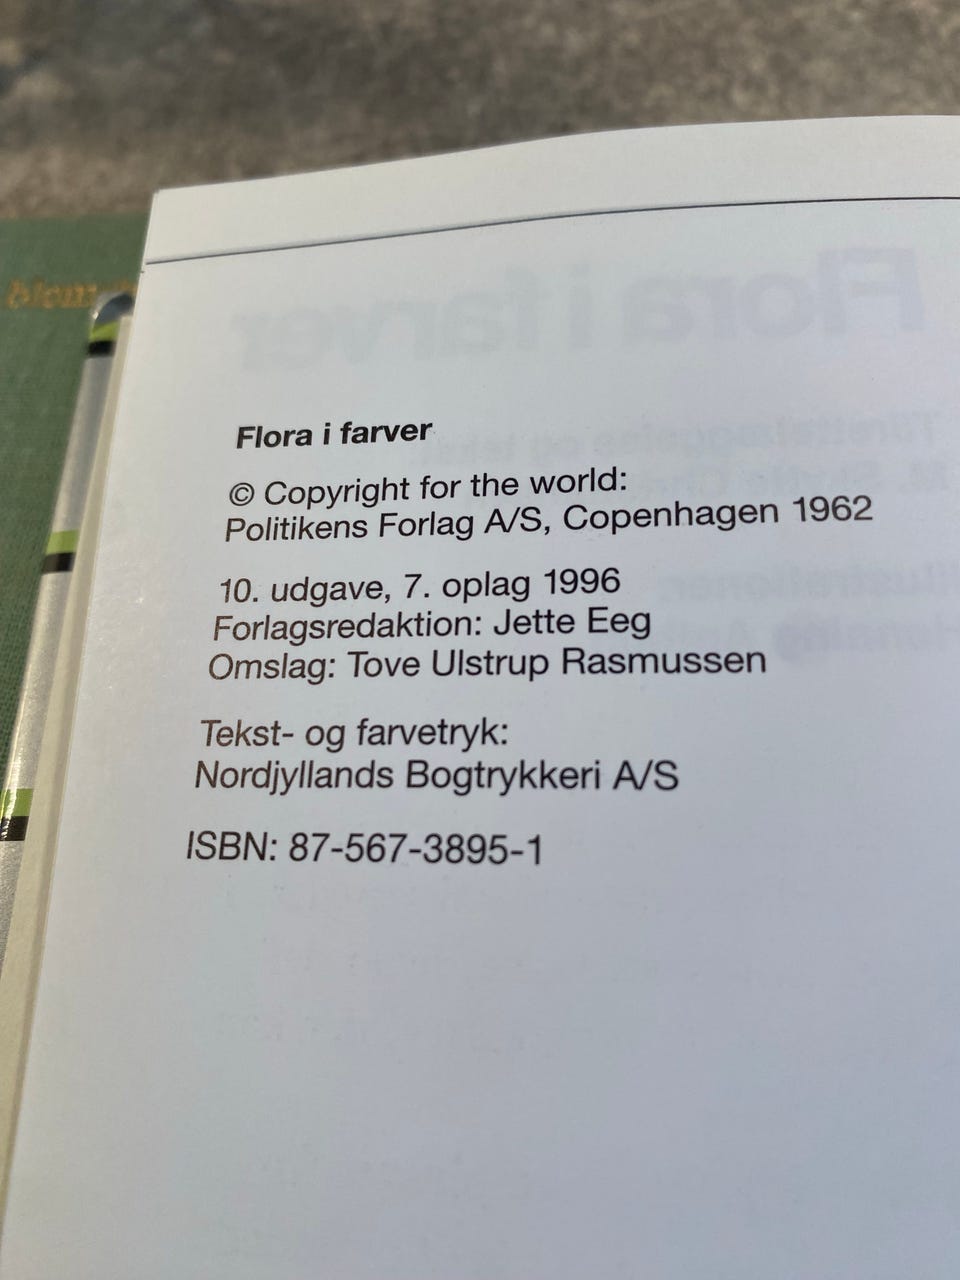 Flora i farver
© Copyright for the world:
Politikens Forlag A/S, Copenhagen 1962
10. udgave, 7. oplag 1996
Forlagsredaktion: Jette Eeg
Omslag: Tove Ulstrup Rasmussen
Tekst- og farvetryk:
Nordjyllands Bogtrykkeri A/S
ISBN: 87-567-3895-1